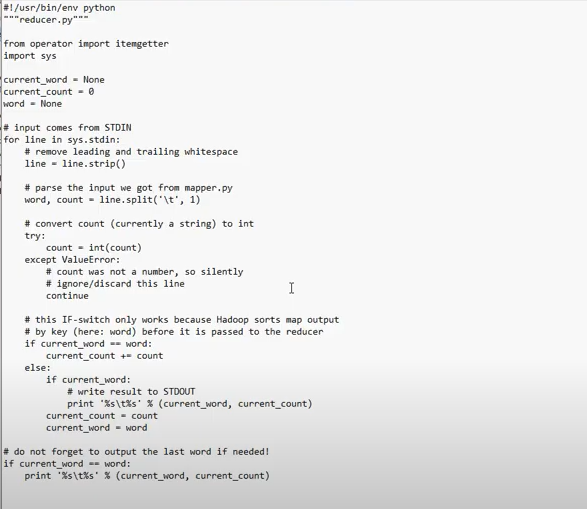 #!/usr/bin/env python
"""reducer.py"""

from operator import itemgetter
import sys

current_word = None
current_count = 0
word = None

# input comes from STDIN
for line in sys.stdin:
    # remove leading and trailing whitespace
    line = line.strip()

    # parse the input we got from mapper.py
    word, count = line.split('\t', 1)

    # convert count (currently a string) to int
    try:
        count = int(count)
    except ValueError:
        # count was not a number, so silently
        # ignore/discard this line
        continue

    # this IF-switch only works because Hadoop sorts map output
    # by key (here: word) before it is passed to the reducer
    if current_word == word:
        current_count += count
    else:
        if current_word:
            # write result to STDOUT
            print '%s\t%s' % (current_word, current_count)
        current_count = count
        current_word = word

# do not forget to output the last word if needed!
if current_word == word:
    print '%s\t%s' % (current_word, current_count)